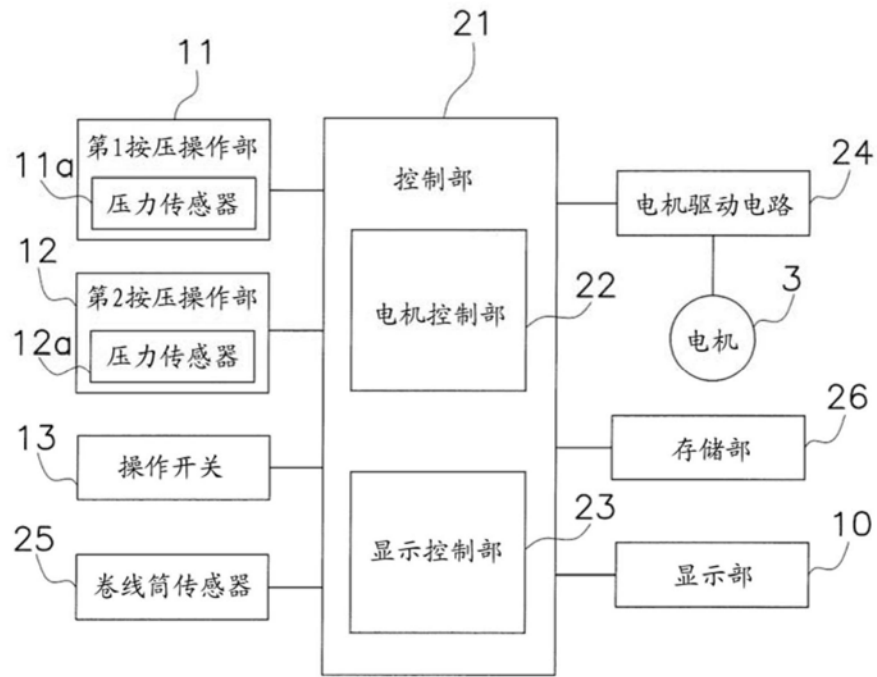 11
21
第1按压操作部
11a
压力传感器
控制部
24
电机驱动电路
12
第2按压操作部
12a
压力传感器
电机控制部
22
3
电机
13
操作开关
26
存储部
25
卷线筒传感器
23
显示控制部
10
显示部